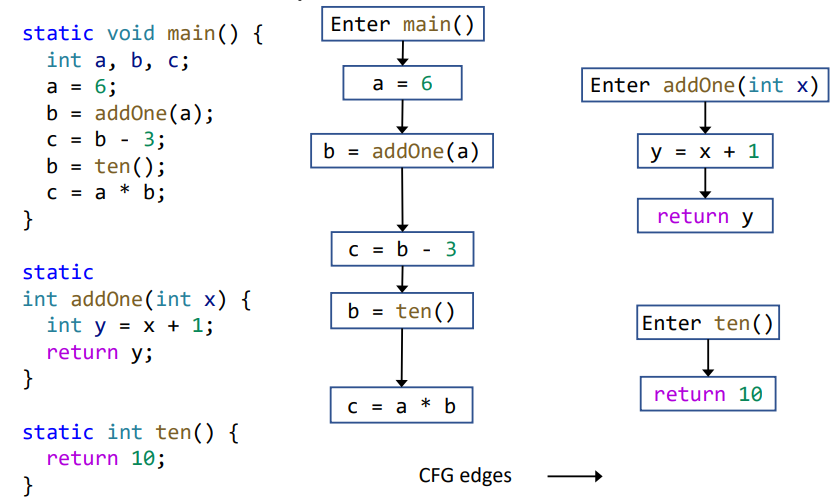 static void main() {
  int a, b, c;
  a = 6;
  b = addOne(a);
  c = b - 3;
  b = ten();
  c = a * b;
}
static
int addOne(int x) {
  int y = x + 1;
  return y;
}
static int ten() {
  return 10;
}
Enter main()
a = 6
b = addOne(a)
c = b - 3
b = ten()
c = a * b
Enter addOne(int x)
y = x + 1
return y
Enter ten()
return 10
CFG edges